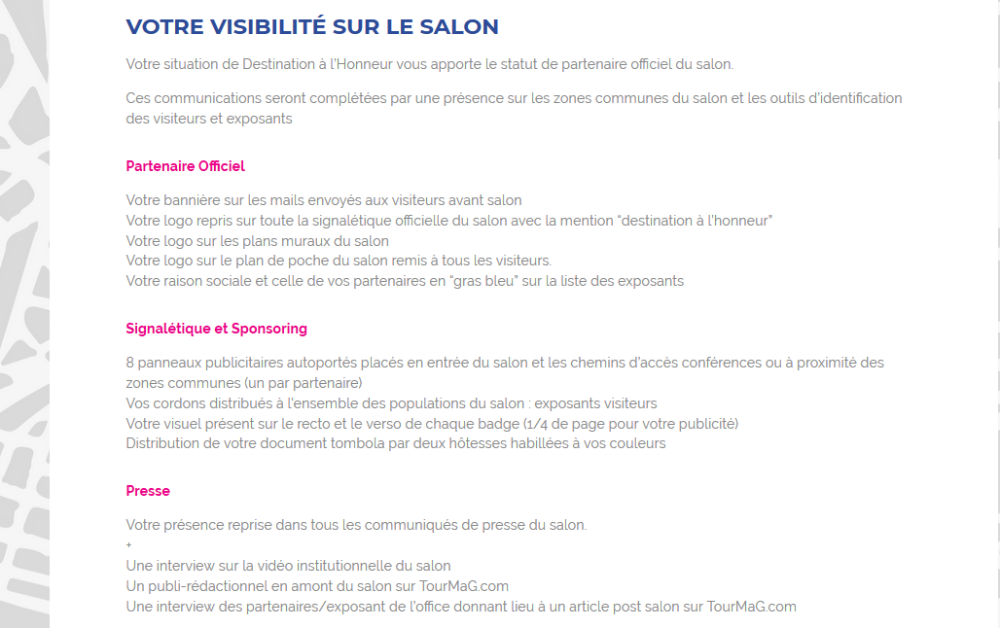 VOTRE VISIBILITÉ SUR LE SALON
Votre situation de Destination à l'Honneur vous apporte le statut de partenaire officiel du salon.
Ces communications seront complétées par une présence sur les zones communes du salon et les outils d'identification
des visiteurs et exposants
Partenaire Officiel
Votre bannière sur les mails envoyés aux visiteurs avant salon
Votre logo repris sur toute la signalétique officielle du salon avec la mention “destination à l'honneur”
Votre logo sur les plans muraux du salon
Votre logo sur le plan de poche du salon remis à tous les visiteurs.
Votre raison sociale et celle de vos partenaires en “gras bleu” sur la liste des exposants
Signalétique et Sponsoring
8 panneaux publicitaires autoportés placés en entrée du salon et les chemins d'accès conférences ou à proximité des
zones communes (un par partenaire)
Vos cordons distribués à l'ensemble des populations du salon : exposants visiteurs
Votre visuel présent sur le recto et le verso de chaque badge (1/4 de page pour votre publicité)
Distribution de votre document tombola par deux hôtesses habillées à vos couleurs
Presse
Votre présence reprise dans tous les communiqués de presse du salon.
+
Une interview sur la vidéo institutionnelle du salon
Un publi-rédactionnel en amont du salon sur TourMaG.com
Une interview des partenaires/exposant de l'office donnant lieu à un article post salon sur TourMaG.com